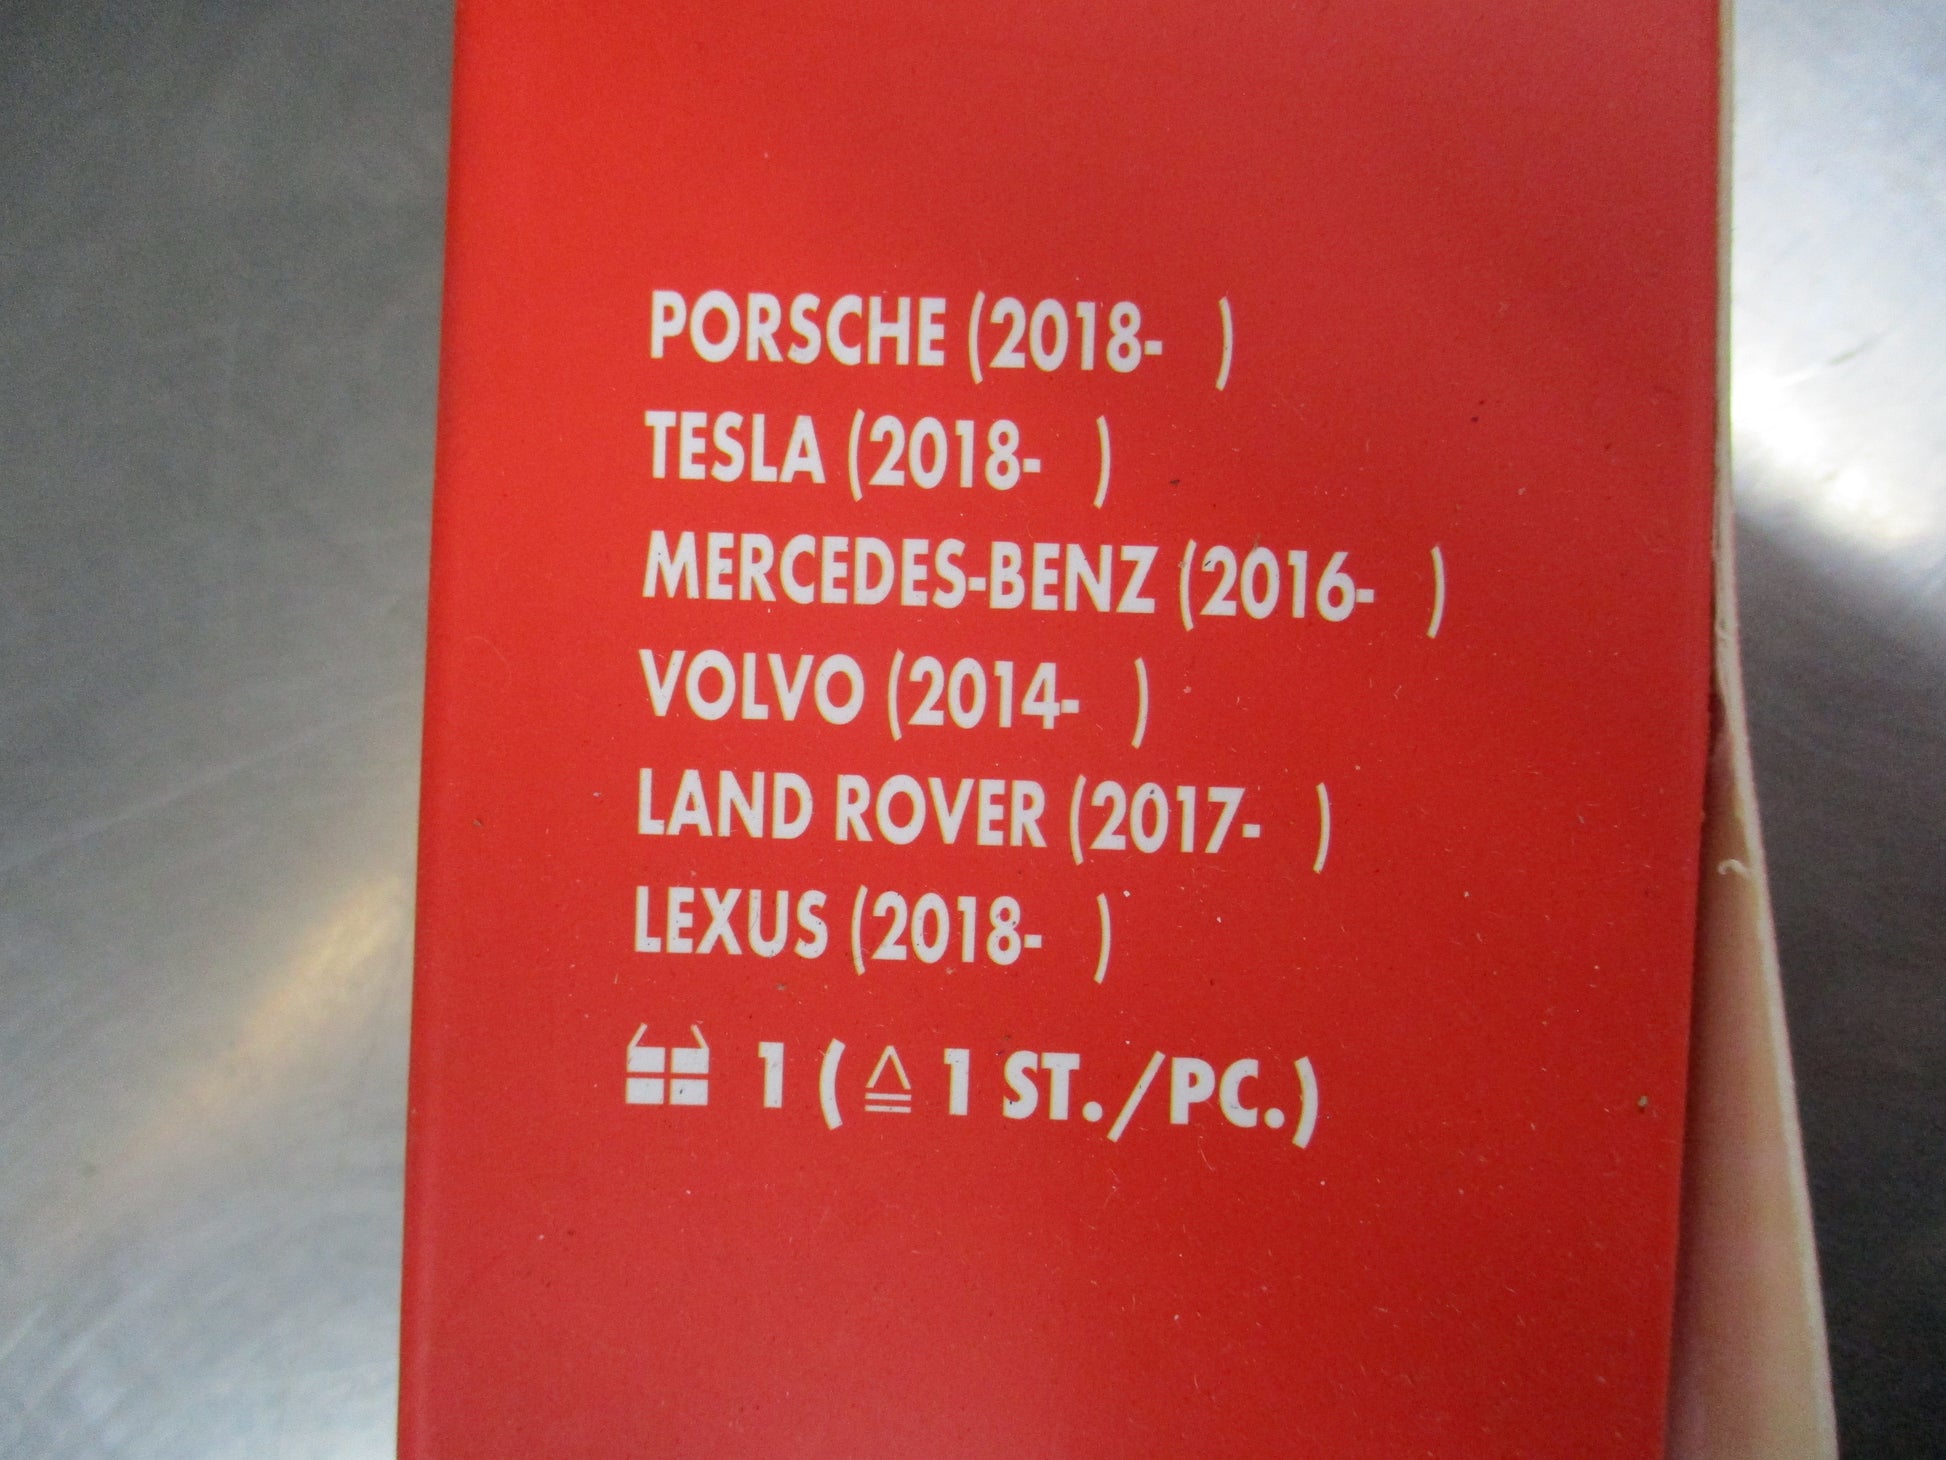 PORSCHE (2018-   )
TESLA (2018-   )
MERCEDES-BENZ (2016-   )
VOLVO (2014-   )
LAND ROVER (2017-   )
LEXUS (2018-   )
1 ( ≙ 1 ST./PC.)